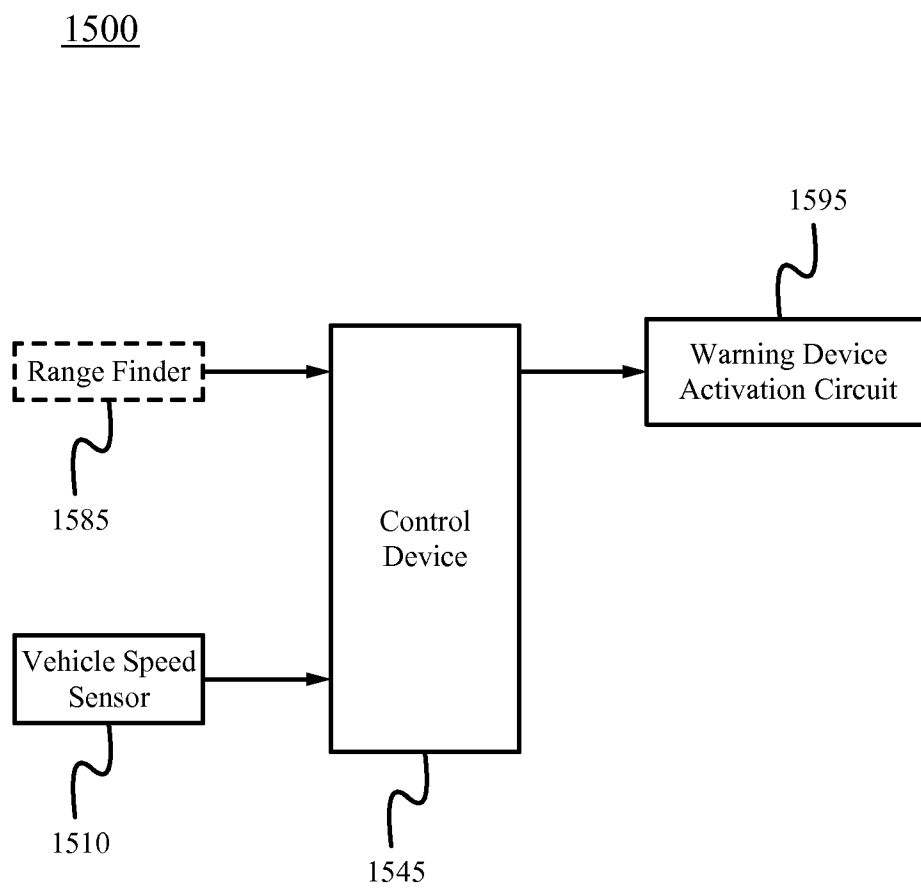 1500
1595
Range Finder
Warning Device
Activation Circuit
1585
Control
Device
Vehicle Speed
Sensor
1510
1545